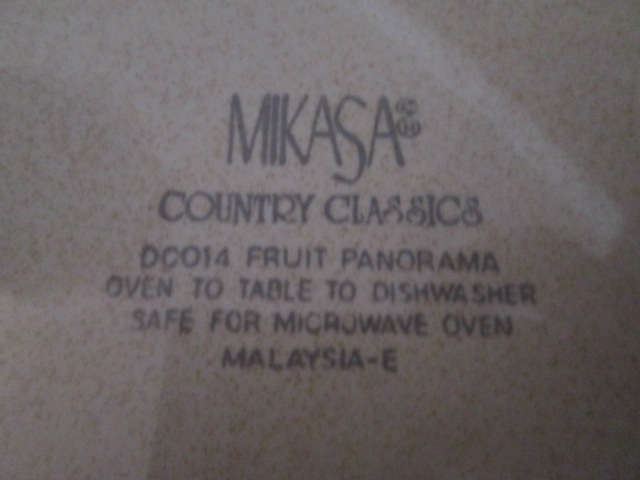 MIKASA®
COUNTRY CLASSICS
DC014 FRUIT PANORAMA
OVEN TO TABLE TO DISHWASHER
SAFE FOR MICROWAVE OVEN
MALAYSIA-E